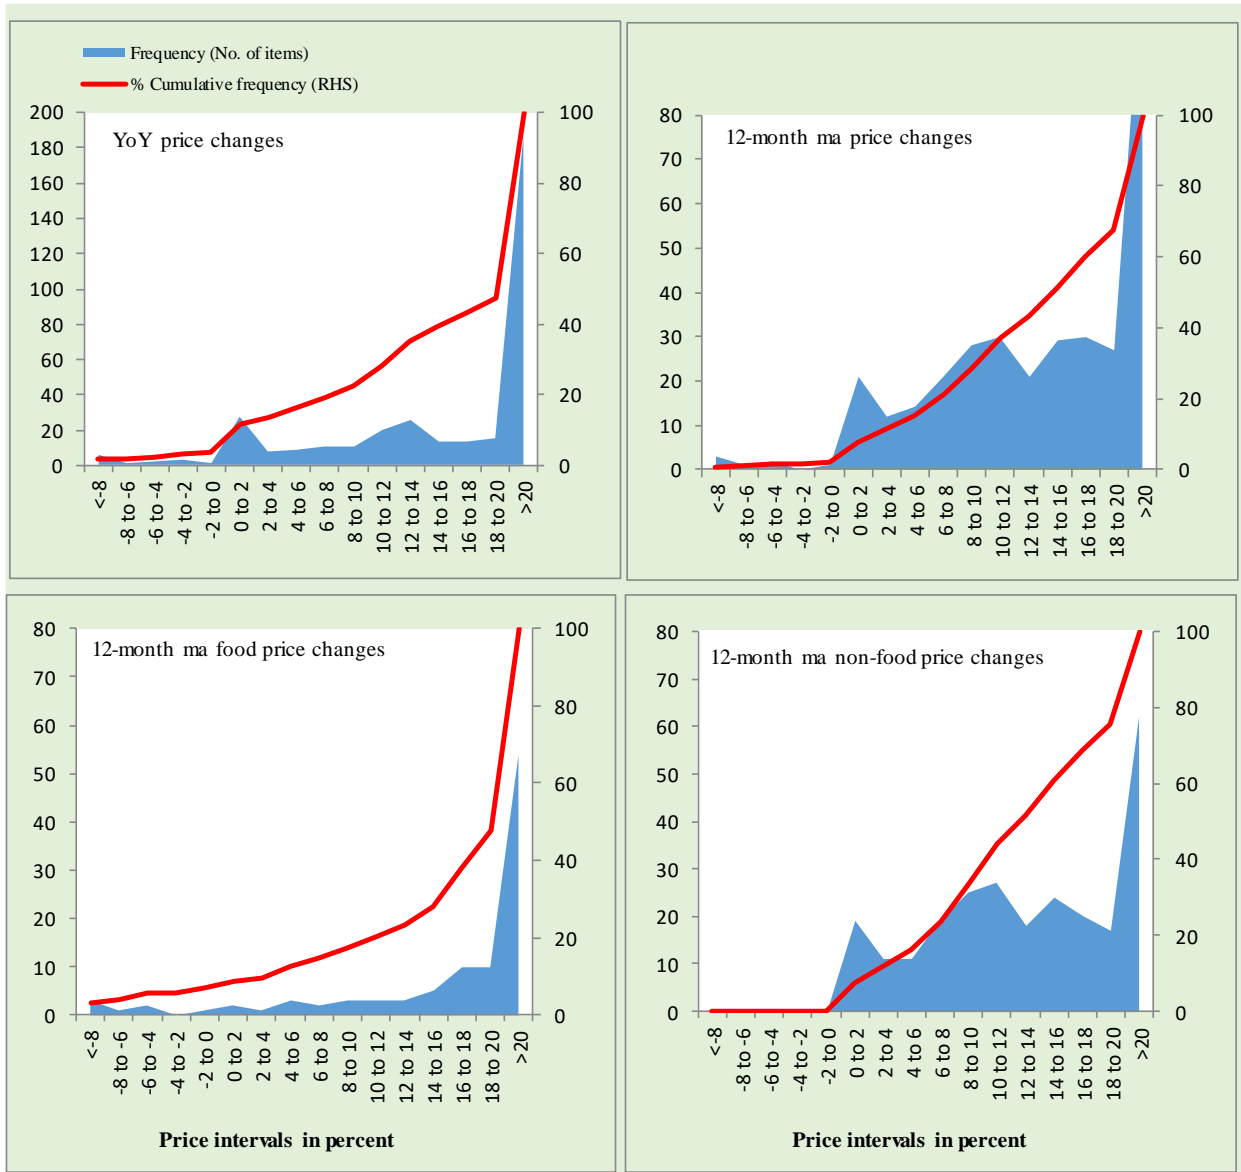 Frequency (No. of items)
% Cumulative frequency (RHS)
YoY price changes
200
180
160
140
120
100
80
60
40
20
0
100
80
60
40
20
0
<-8
-8 to -6
-6 to -4
-4 to -2
-2 to 0
0 to 2
2 to 4
4 to 6
6 to 8
8 to 10
10 to 12
12 to 14
14 to 16
16 to 18
18 to 20
>20
12-month ma price changes
80
70
60
50
40
30
20
10
0
100
80
60
40
20
0
<-8
-8 to -6
-6 to -4
-4 to -2
-2 to 0
0 to 2
2 to 4
4 to 6
6 to 8
8 to 10
10 to 12
12 to 14
14 to 16
16 to 18
18 to 20
>20
12-month ma food price changes
80
70
60
50
40
30
20
10
0
100
80
60
40
20
0
<-8
-8 to -6
-6 to -4
-4 to -2
-2 to 0
0 to 2
2 to 4
4 to 6
6 to 8
8 to 10
10 to 12
12 to 14
14 to 16
16 to 18
18 to 20
>20
Price intervals in percent
12-month ma non-food price changes
80
70
60
50
40
30
20
10
0
100
80
60
40
20
0
<-8
-8 to -6
-6 to -4
-4 to -2
-2 to 0
0 to 2
2 to 4
4 to 6
6 to 8
8 to 10
10 to 12
12 to 14
14 to 16
16 to 18
18 to 20
>20
Price intervals in percent